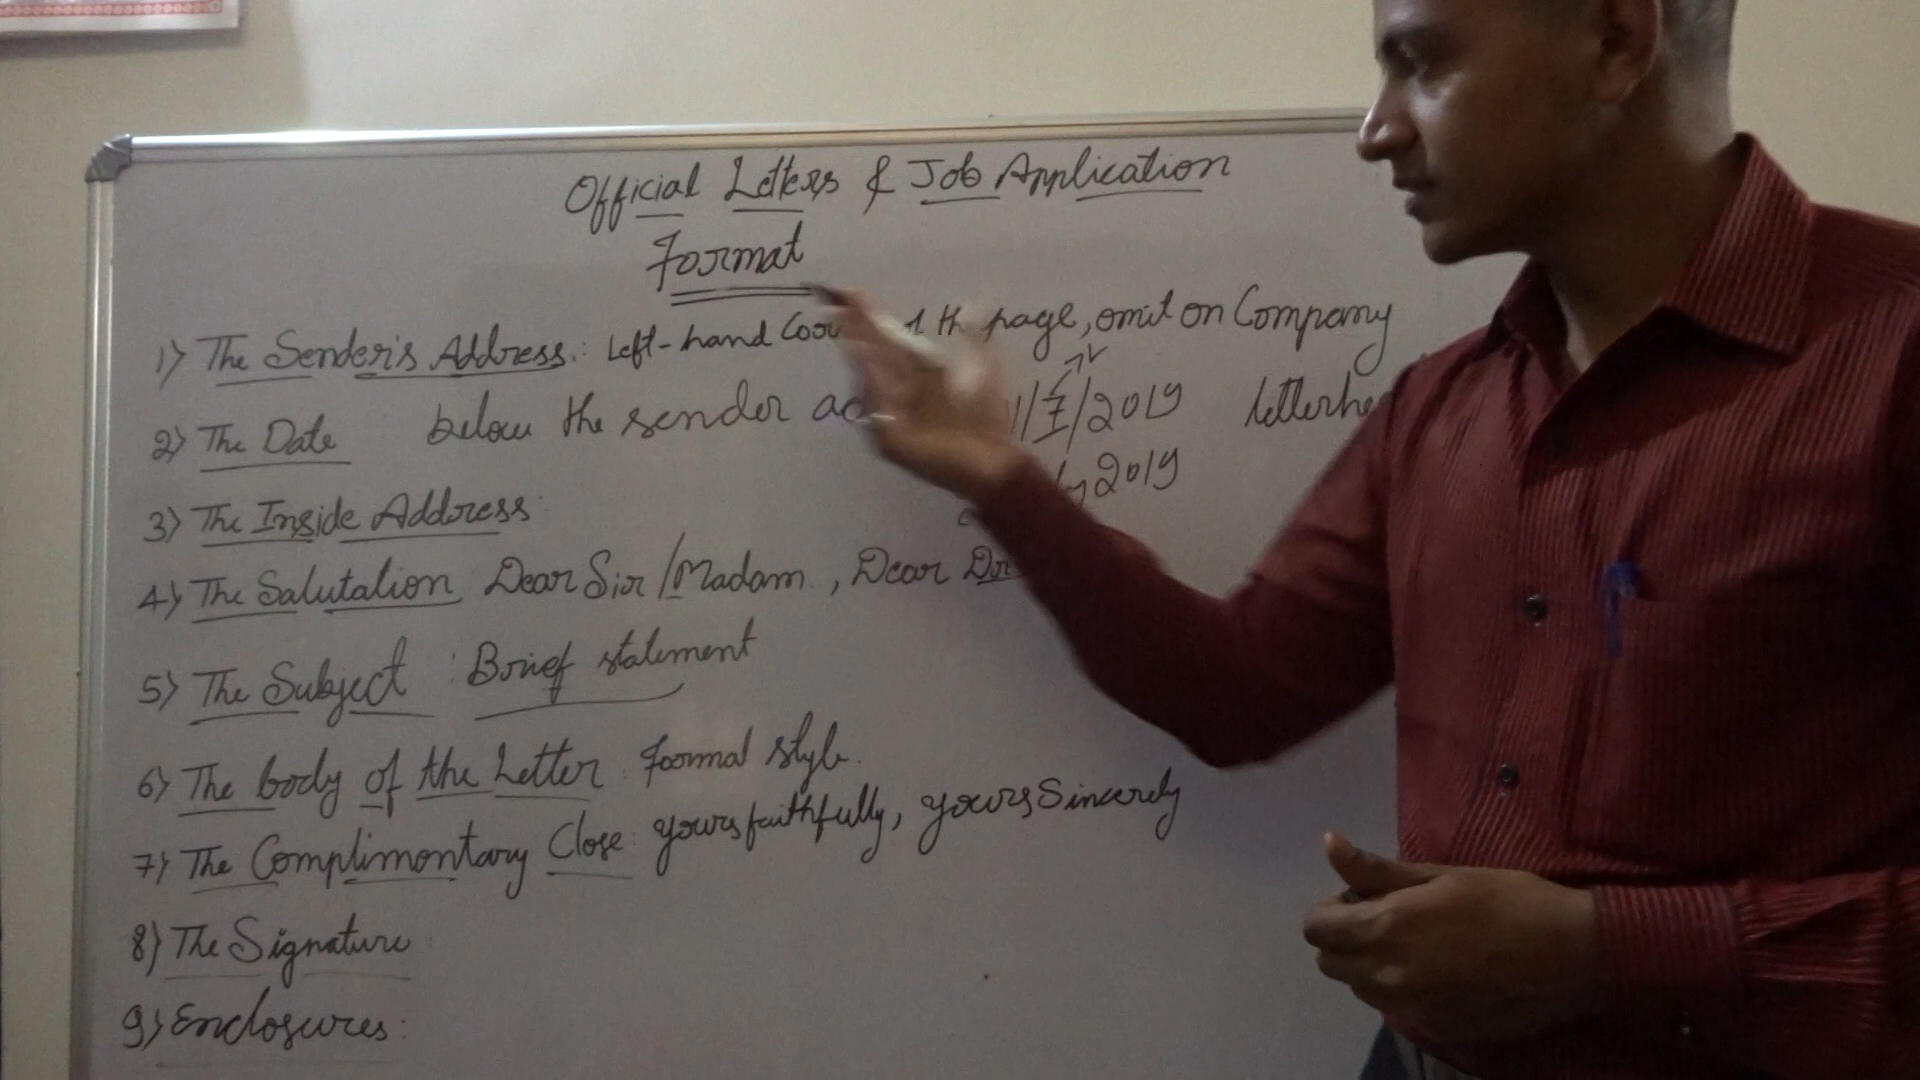 Official Letters & Job Application
Format
1) The Sender's Address: Left-hand page, omit on Company
letterhe
2) The Date below the sender 1/7/2019
2019
3) The Inside Address:
4) The Salutation Dear Sir/Madam, Dear
5) The Subject : Brief statement
6) The body of the Letter: Formal style.
7) The Complimontary Close: yours faithfully, yours Sincerely
8) The Signature :
9) Enclosures: